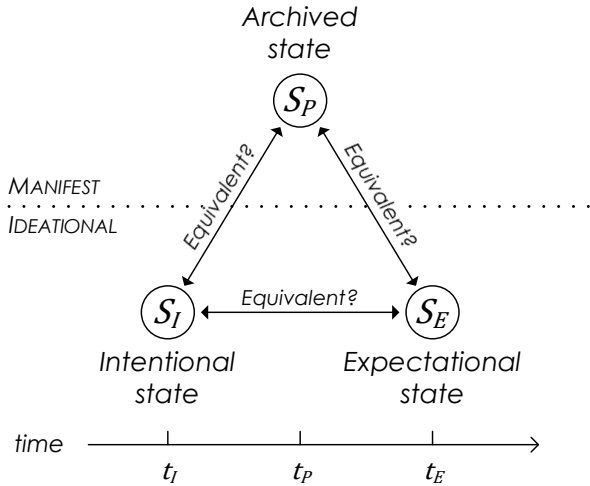 Archived
state
S_P
Equivalent?
Equivalent?
MANIFEST
IDEATIONAL
S_I
Equivalent?
S_E
Intentional
state
Expectational
state
time
t_I
t_P
t_E